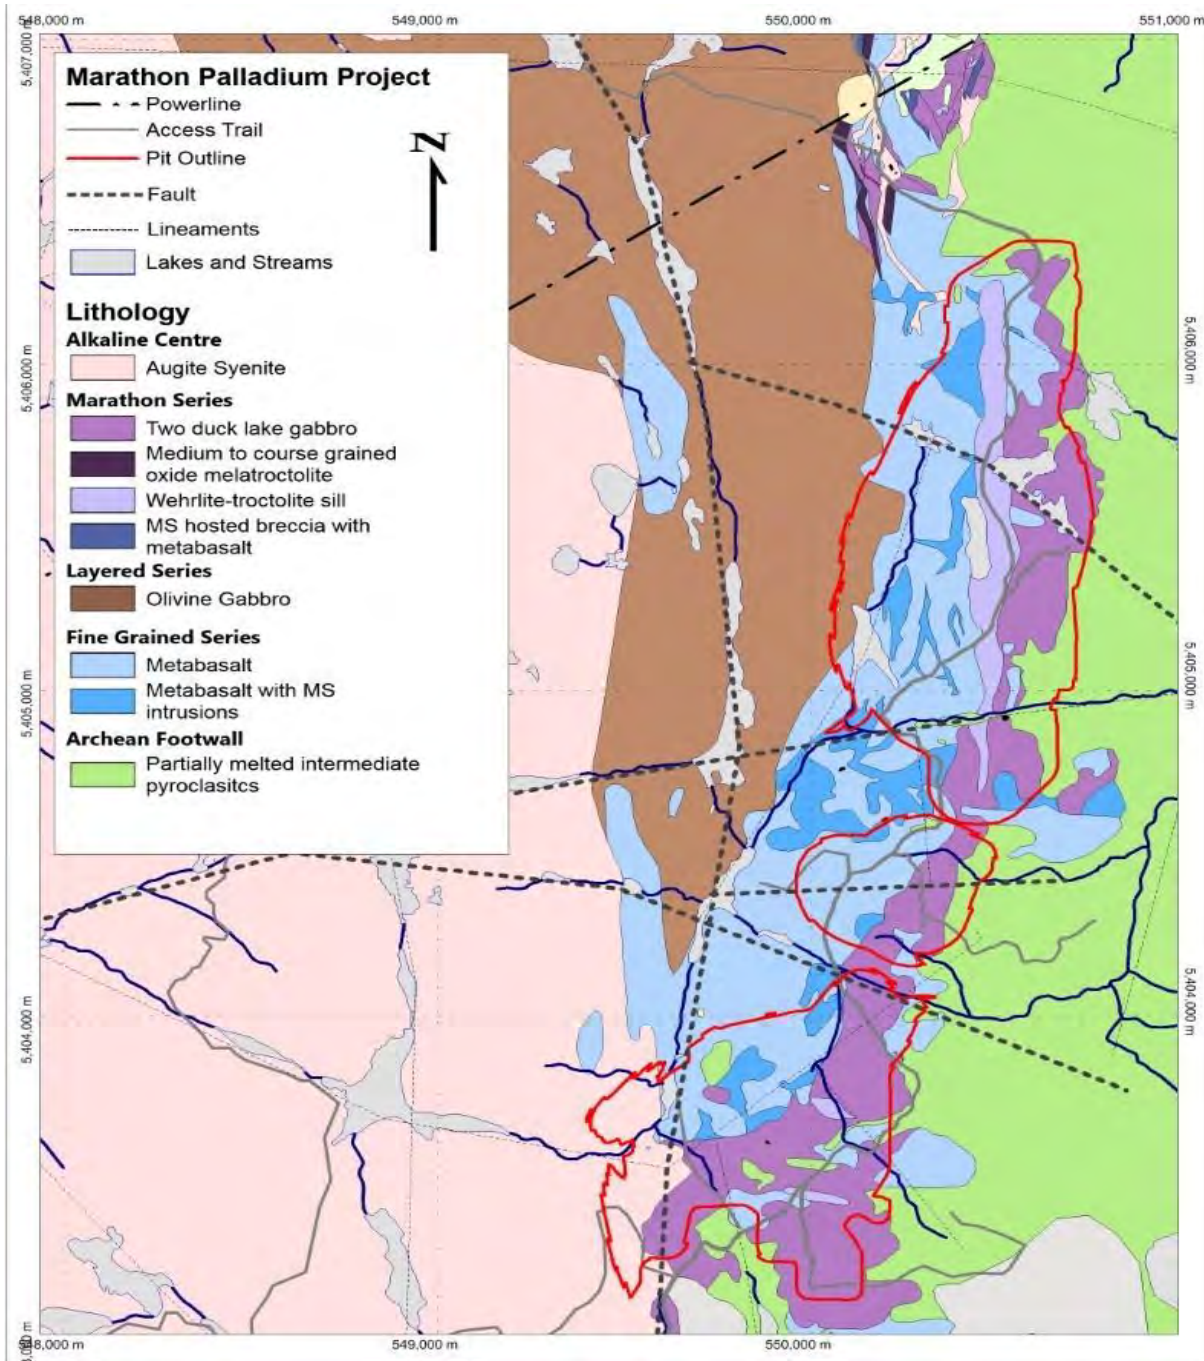 548,000 m
549,000 m
550,000 m
551,000 m
5,407,000 m
Marathon Palladium Project
Powerline
Access Trail
Pit Outline
Fault
Lineaments
Lakes and Streams
N
Lithology
Alkaline Centre
Augite Syenite
Marathon Series
Two duck lake gabbro
Medium to course grained
oxide melatroctolite
Wehrlite-troctolite sill
MS hosted breccia with
metabasalt
Layered Series
Olivine Gabbro
Fine Grained Series
Metabasalt
Metabasalt with MS
intrusions
Archean Footwall
Partially melted intermediate
pyroclasitcs
5,406,000 m
5,406,000 m
5,405,000 m
5,405,000 m
5,404,000 m
5,404,000 m
548,000 m
549,000 m
550,000 m
551,000 m